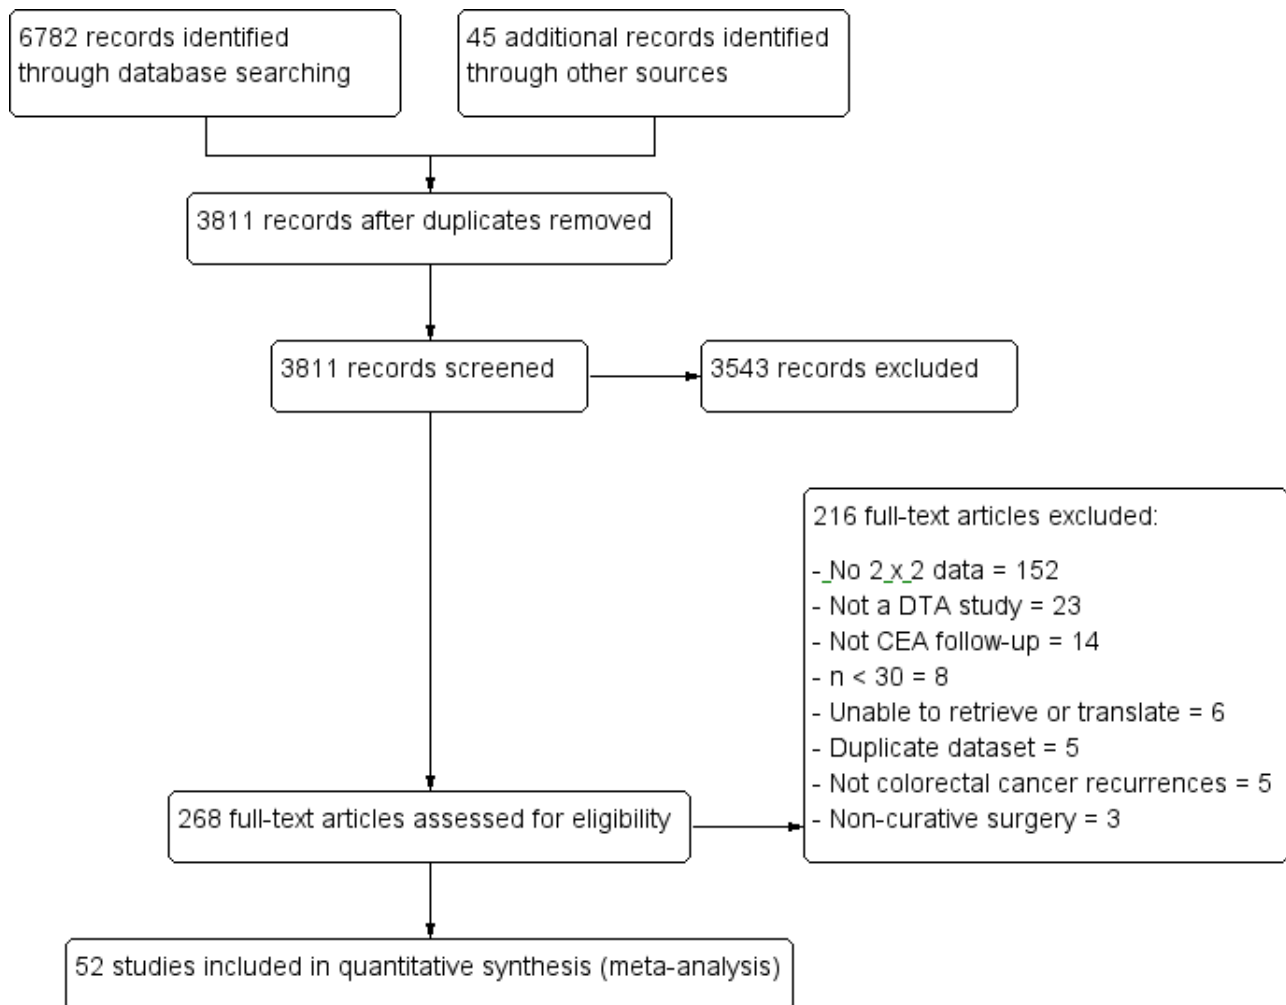 6782 records identified
through database searching
45 additional records identified
through other sources
3811 records after duplicates removed
3811 records screened
3543 records excluded
216 full-text articles excluded:
- No 2 x 2 data = 152
- Not a DTA study = 23
- Not CEA follow-up = 14
- n < 30 = 8
- Unable to retrieve or translate = 6
- Duplicate dataset = 5
- Not colorectal cancer recurrences = 5
- Non-curative surgery = 3
268 full-text articles assessed for eligibility
52 studies included in quantitative synthesis (meta-analysis)